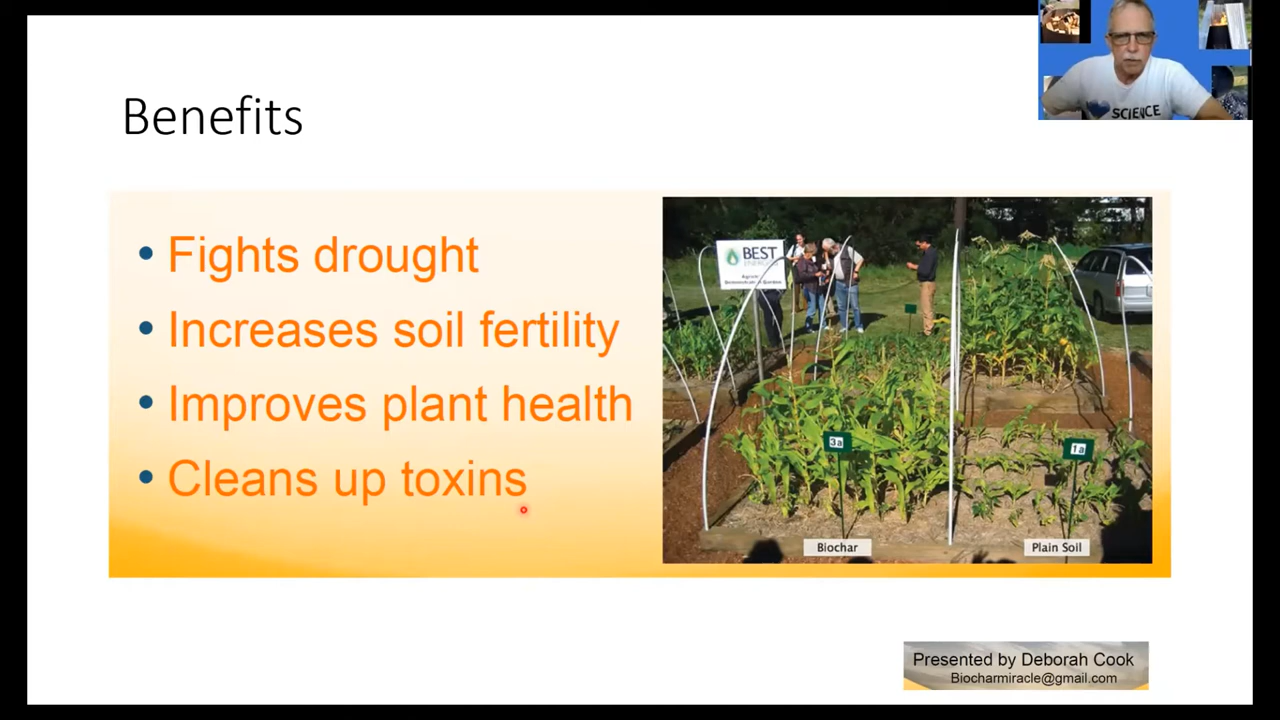 Benefits
SCIENCE
• Fights drought
• Increases soil fertility
• Improves plant health
• Cleans up toxins
BEST
3a
1a
Biochar
Plain Soil
Presented by Deborah Cook
Biocharmiracle@gmail.com